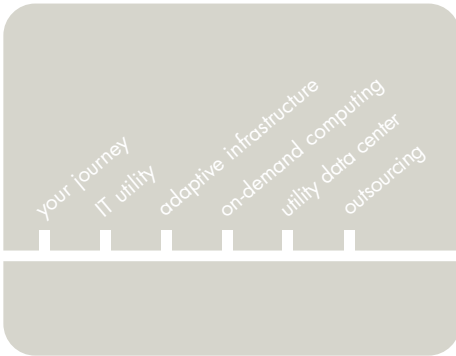 your journey
IT utility
adaptive infrastructure
on-demand computing
utility data center
outsourcing